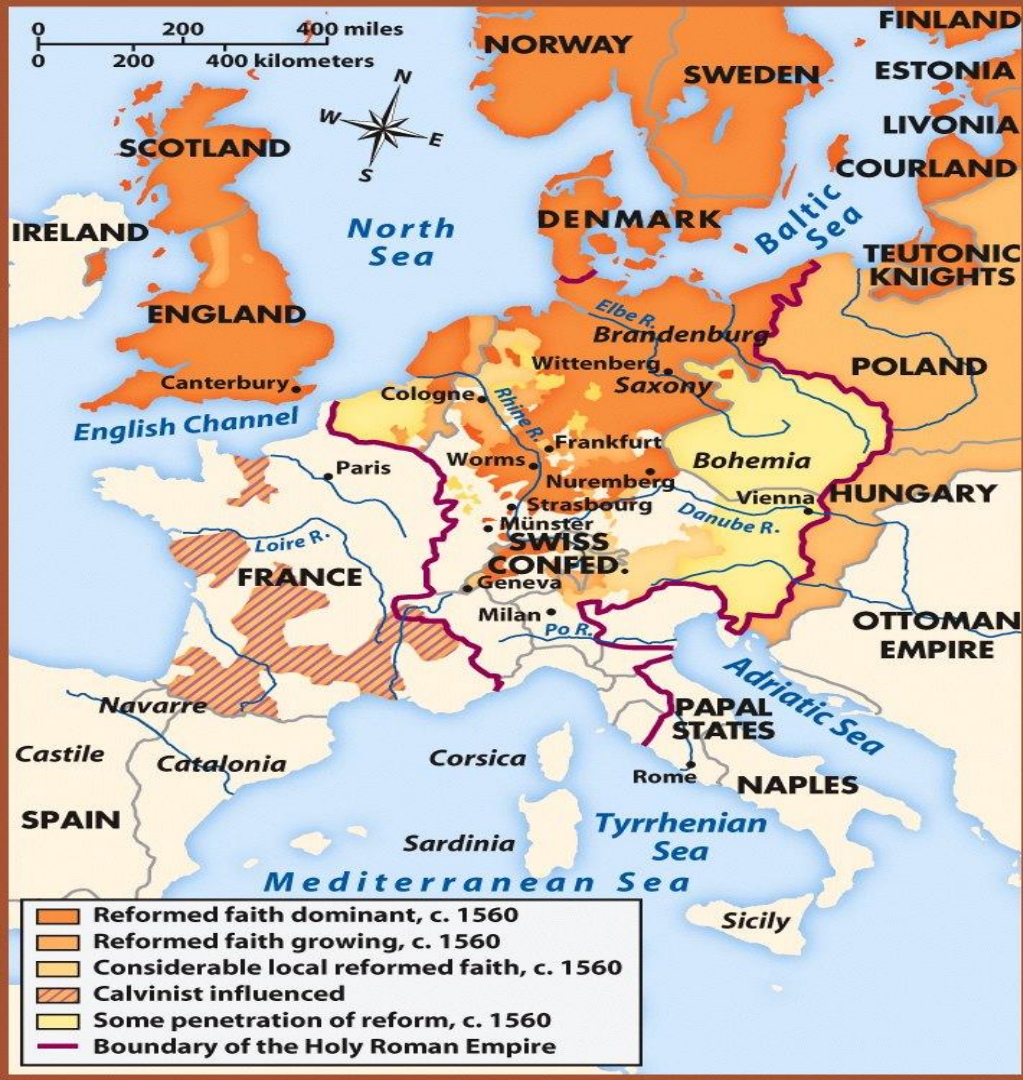 0 200 400 miles
0 200 400 kilometers
N
W
E
S
NORWAY
SWEDEN
FINLAND
ESTONIA
LIVONIA
COURLAND
SCOTLAND
IRELAND
North
Sea
DENMARK
Baltic
Sea
TEUTONIC
KNIGHTS
ENGLAND
Elbe R.
Brandenburg
POLAND
Canterbury
English Channel
Cologne
Wittenberg
Saxony
Rhine R.
Frankfurt
Paris
Worms
Nuremberg
Bohemia
Strasbourg
Vienna
HUNGARY
Münster
Danube R.
Loire R.
SWISS
CONFED.
FRANCE
Geneva
Milan
Po R.
OTTOMAN
EMPIRE
Navarre
Adriatic Sea
PAPAL
STATES
Castile
Catalonia
Corsica
Rome
NAPLES
SPAIN
Sardinia
Tyrrhenian
Sea
Mediterranean Sea
Sicily
Reformed faith dominant, c. 1560
Reformed faith growing, c. 1560
Considerable local reformed faith, c. 1560
Calvinist influenced
Some penetration of reform, c. 1560
Boundary of the Holy Roman Empire